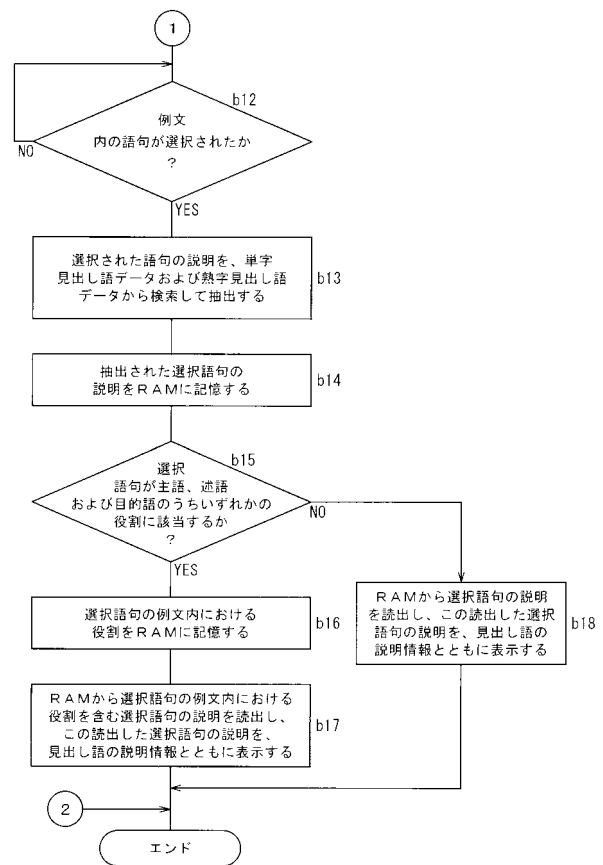 1
b12
例文
内の語句が選択されたか
?
NO
YES
選択された語句の説明を、単字
見出し語データおよび熟字見出し語
データから検索して抽出する
b13
抽出された選択語句の
説明をRAMに記憶する
b14
選択
b15
語句が主語、述語
および目的語のうちいずれかの
役割に該当するか
?
NO
YES
選択語句の例文内における
役割をRAMに記憶する
b16
RAMから選択語句の説明
を読出し、この読出した選択
語句の説明を、見出し語の
説明情報とともに表示する
b18
RAMから選択語句の例文内における
役割を含む選択語句の説明を読出し、
この読出した選択語句の説明を、
見出し語の説明情報とともに表示する
b17
2
エンド